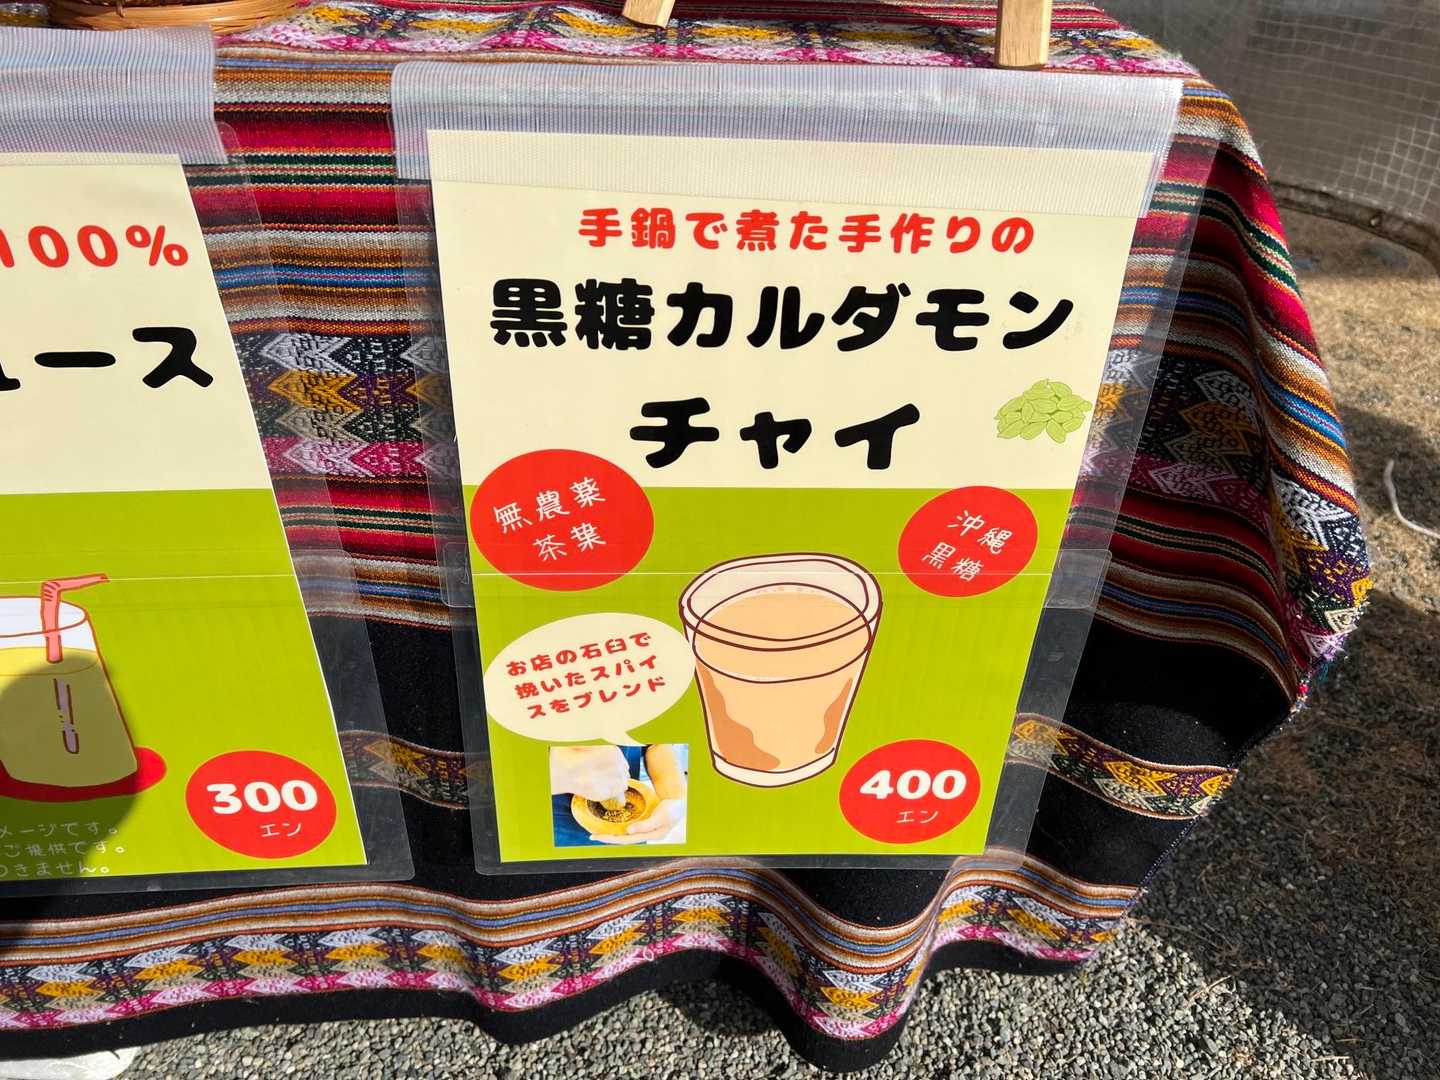 100%
ュース
300
エン
メージです。
ご提供です。
つきません。
手鍋で煮た手作りの
黒糖カルダモン
チャイ
無農薬
茶葉
沖縄
黒糖
お店の石臼で
挽いたスパイ
スをブレンド
400
エン